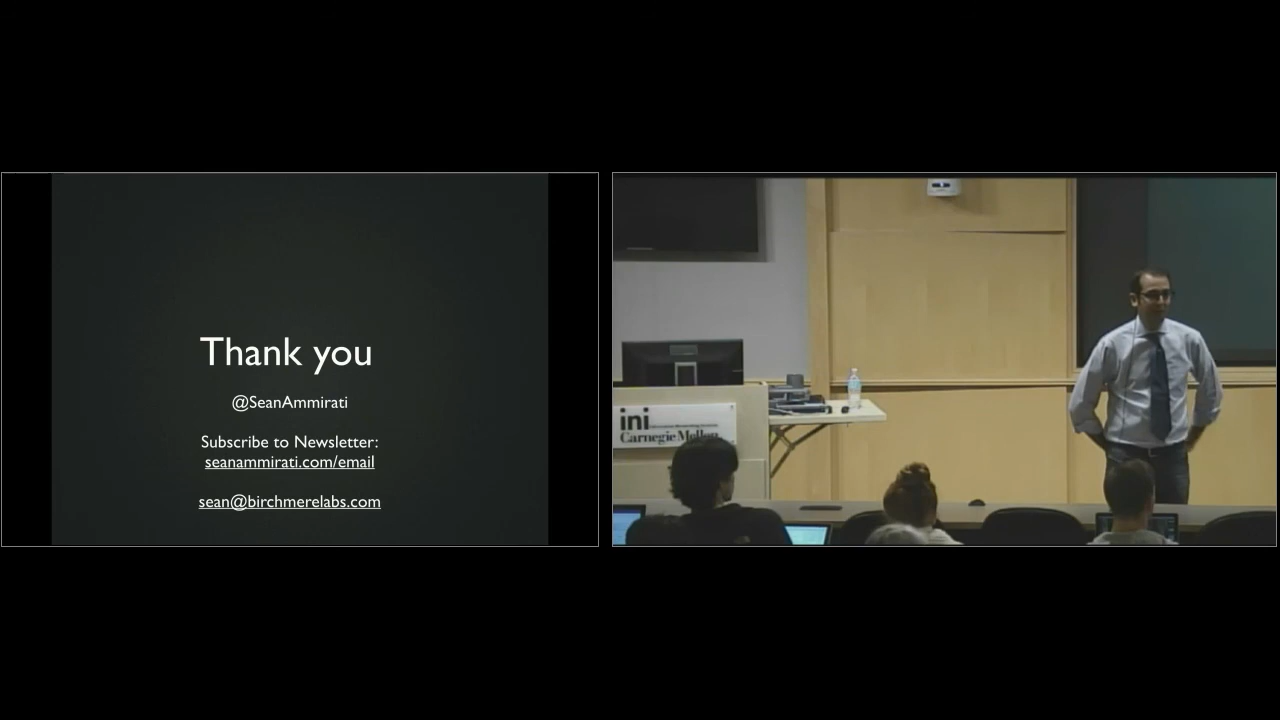 Thank you
@SeanAmmirati
Subscribe to Newsletter:
seanammirati.com/email
sean@birchmerelabs.com
ini
Carnegie Mellon